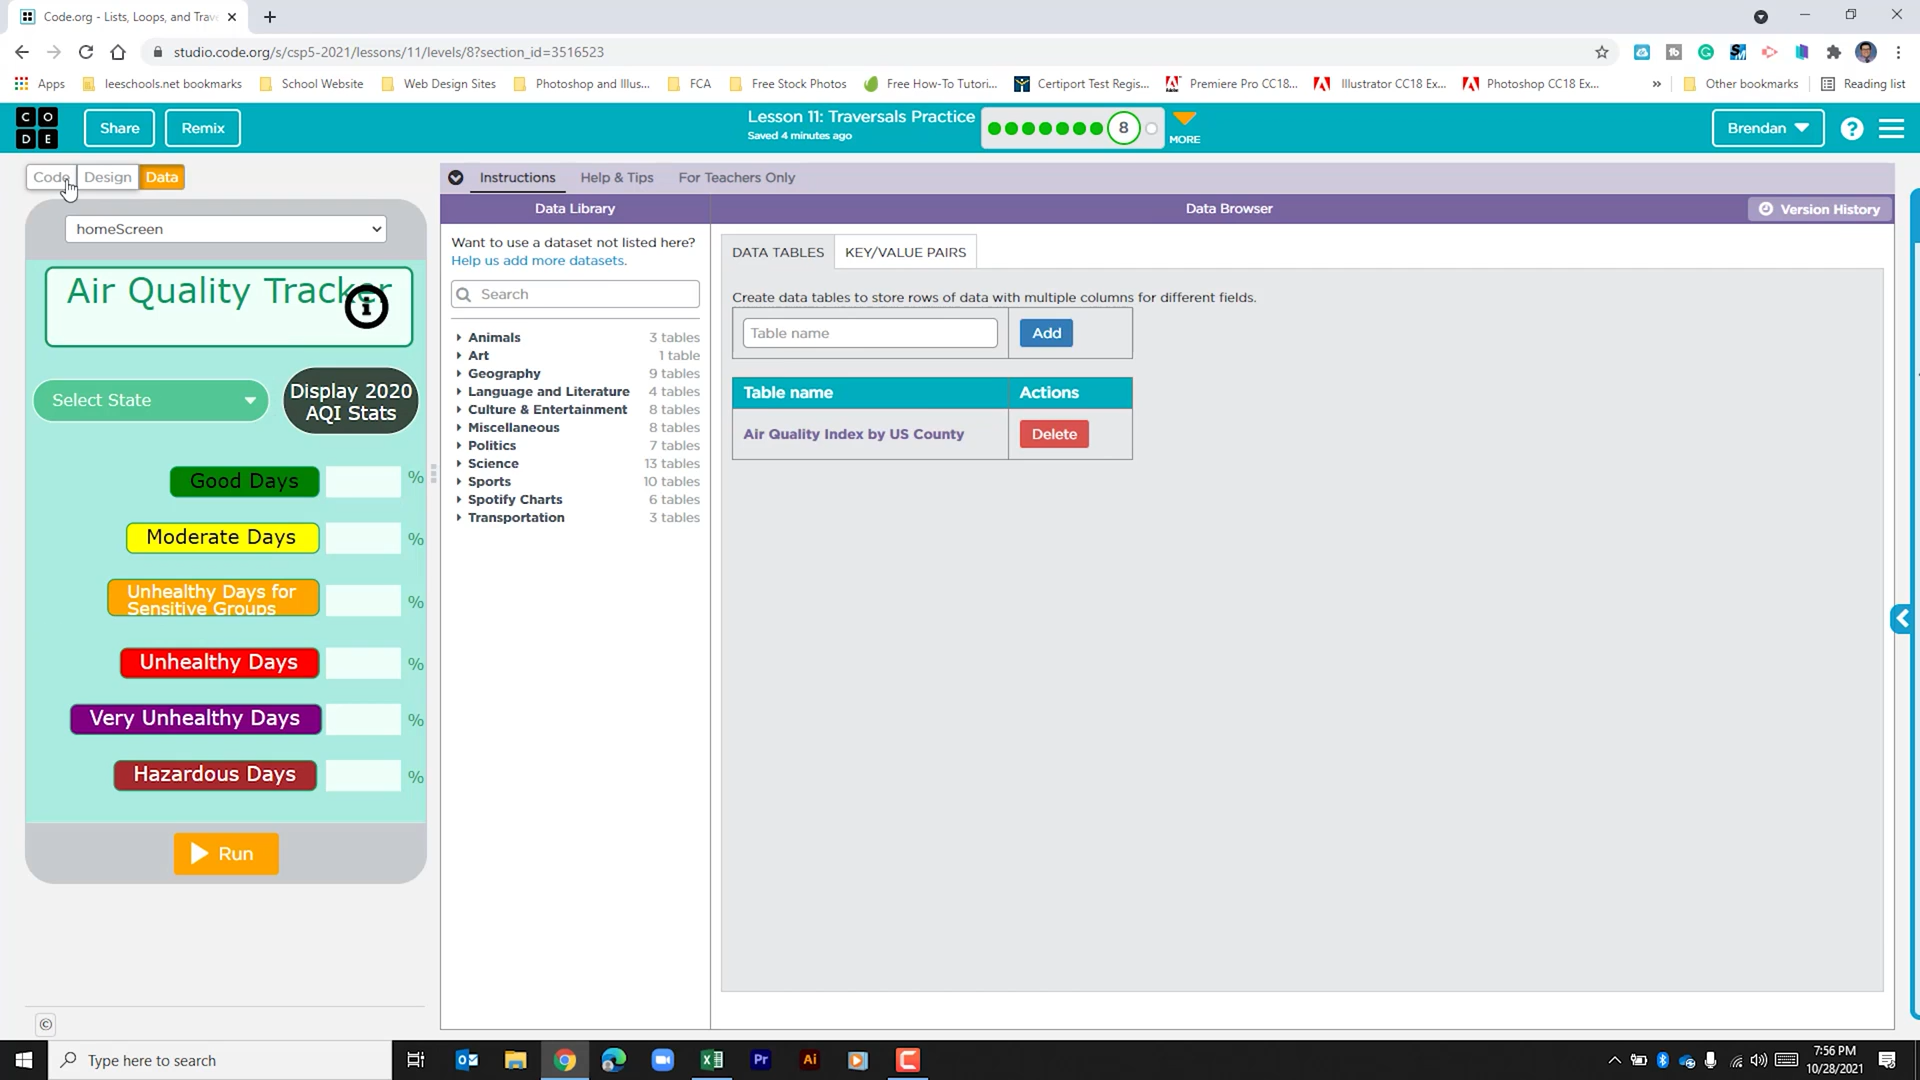 Code.org - Lists, Loops, and Trav
studio.code.org/s/csp5-2021/lessons/11/levels/8?section_id=3516523
Apps
leeschools.net bookmarks
School Website
Web Design Sites
Photoshop and Illus...
FCA
Free Stock Photos
Free How-To Tutori...
Certiport Test Regis...
Premiere Pro CC18...
Illustrator CC18 Ex...
Photoshop CC18 Ex...
»
Other bookmarks
Reading list
C O
D E
Share
Remix
Lesson 11: Traversals Practice
Saved 4 minutes ago
8
MORE
Brendan
?
Code
Design
Data
Instructions
Help & Tips
For Teachers Only
Data Library
Data Browser
Version History
homeScreen
Air Quality Tracker
i
Select State
Display 2020
AQI Stats
Good Days
%
Moderate Days
%
Unhealthy Days for
Sensitive Groups
%
Unhealthy Days
%
Very Unhealthy Days
%
Hazardous Days
%
Run
Want to use a dataset not listed here?
Help us add more datasets.
Search
Animals 3 tables
Art 1 table
Geography 9 tables
Language and Literature 4 tables
Culture & Entertainment 8 tables
Miscellaneous 8 tables
Politics 7 tables
Science 13 tables
Sports 10 tables
Spotify Charts 6 tables
Transportation 3 tables
DATA TABLES
KEY/VALUE PAIRS
Create data tables to store rows of data with multiple columns for different fields.
Table name
Add
Table name Actions
Air Quality Index by US County Delete
©
Type here to search
Pr
Ai
7:56 PM
10/28/2021